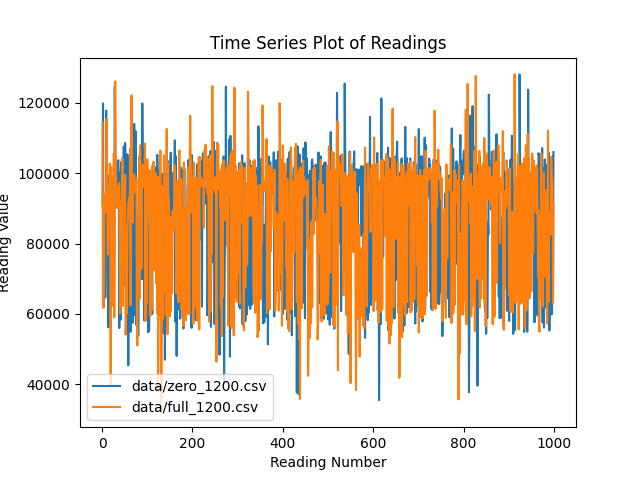 Time Series Plot of Readings
120000
100000
80000
60000
40000
Reading Value
data/zero_1200.csv
data/full_1200.csv
0
200
400
600
800
1000
Reading Number